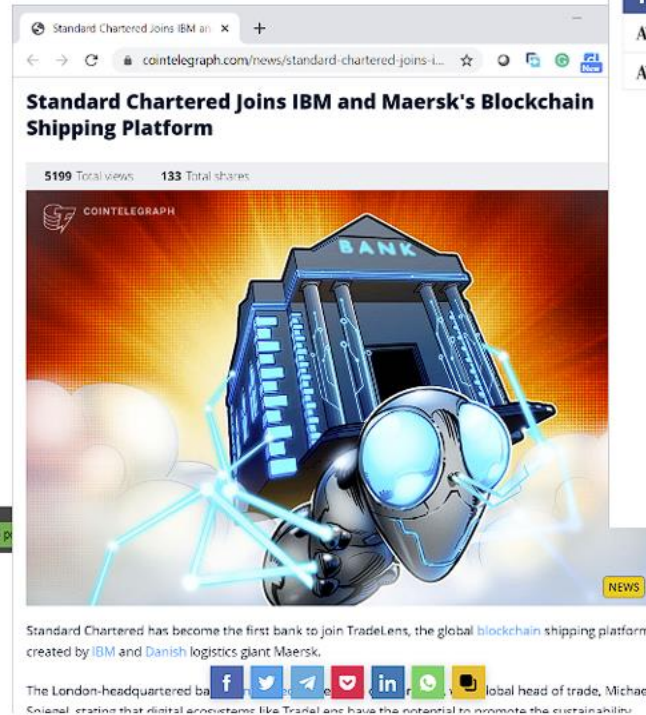 Standard Chartered Joins IBM an
cointelegraph.com/news/standard-chartered-joins-i...
New
Standard Chartered Joins IBM and Maersk's Blockchain
Shipping Platform
5199 Total views 133 Total shares
COINTELEGRAPH
BANK
NEWS
Standard Chartered has become the first bank to join TradeLens, the global blockchain shipping platform
created by IBM and Danish logistics giant Maersk.
The London-headquartered lobal head of trade, Michae
Spiegel, stating that digital ecosystems like TradeLens have the potential to promote the sustainability